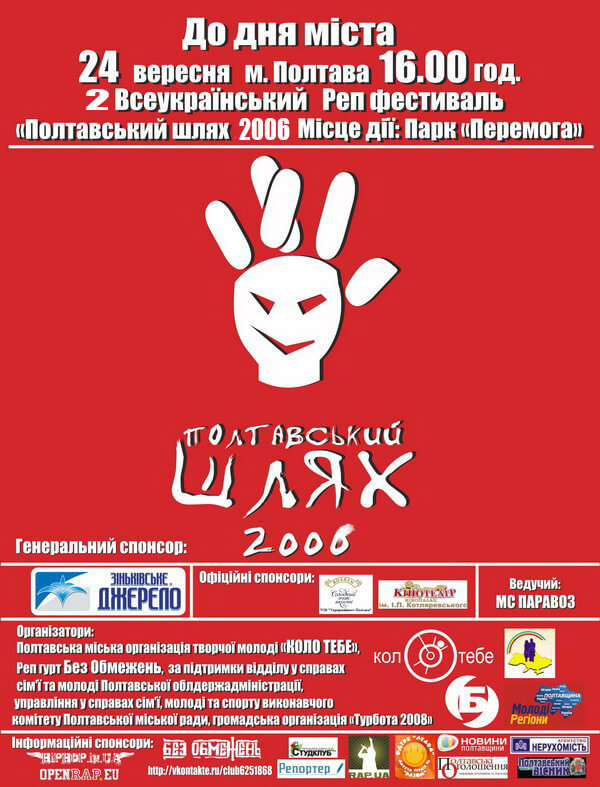 До дня міста
24 вересня м. Полтава 16.00 год.
2 Всеукраїнський Реп фестиваль
«Полтавський шлях 2006 Місце дії: Парк «Перемога»
ПОЛТАВСЬКИЙ
ШЛЯХ
2006
Генеральний спонсор:
ЗІНЬКІВСЬКЕ
ДЖЕРЕЛО
Офіційні спонсори:
КІНОТЕАТР
ім. І.П. Котляревського
Ведучий:
МС ПАРАВОЗ
Організатори:
Полтавська міська організація творчої молоді «КОЛО ТЕБЕ»,
Реп гурт Без Обмежень, за підтримки відділу у справах
сім'ї та молоді Полтавської облдержадміністрації,
управління у справах сім'ї, молоді та спорту виконавчого
комітету Полтавської міської ради, громадська організація «Турбота 2008»
кол тебе
Б
ПОЛТАВЩИНА
Молоді
Регіони
Інформаційні спонсори:
OPENRAP.EU
БЕЗ ОБМЕЖЕНЬ
http://vkontakte.ru/club6251868
СТУДКЛУБ
Репортер
RAP.UA
НОВИНИ
ПОЛТАВЩИНИ
Полтавські
Оголошення
АГЕНТСТВО
НЕРУХОМІСТЬ
Полтавський
ВІСНИК